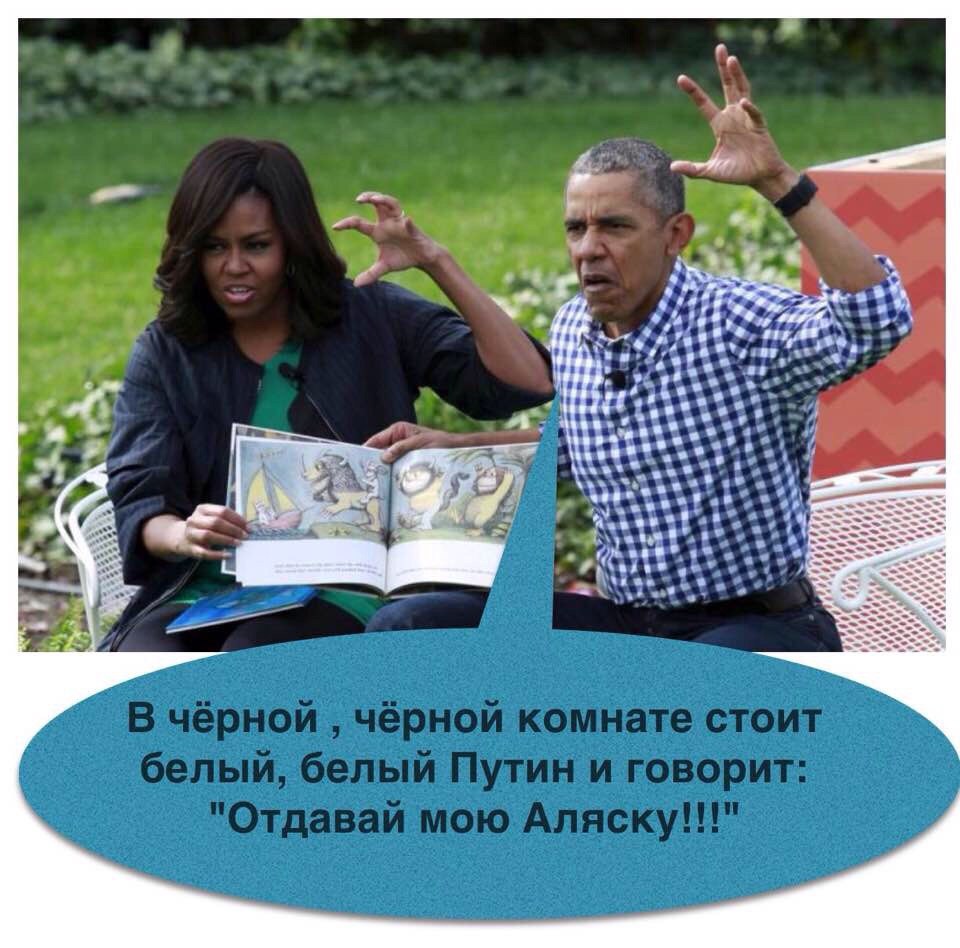 В чёрной , чёрной комнате стоит
белый, белый Путин и говорит:
"Отдавай мою Аляску!!!"